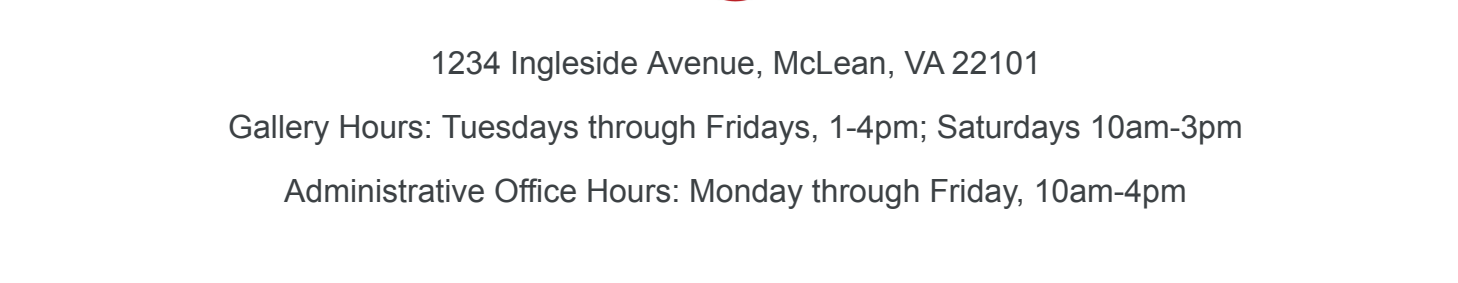 1234 Ingleside Avenue, McLean, VA 22101
Gallery Hours: Tuesdays through Fridays, 1-4pm; Saturdays 10am-3pm
Administrative Office Hours: Monday through Friday, 10am-4pm